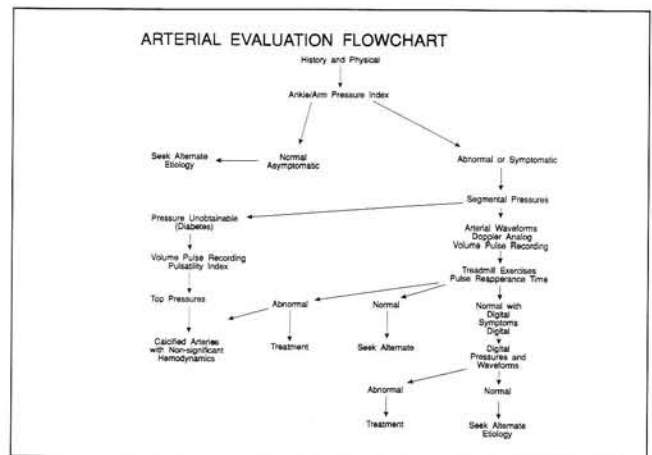 ARTERIAL EVALUATION FLOWCHART
History and Physical
Ankle/Arm Pressure Index
Seek Alternate
Etiology
Normal
Asymptomatic
Abnormal or Symptomatic
Segmental Pressures
Pressure Unobtainable
(Diabetes)
Arterial Waveforms
Doppler Analog
Volume Pulse Recording
Volume Pulse Recording
Pulsatility Index
Treadmill Exercises
Pulse Reapperance Time
Top Pressures
Abnormal
Normal
Normal with
Digital
Symptoms
Digital
Calcified Arteries
with Non-significant
Hemodynamics
Treatment
Seek Alternate
Digital
Pressures and
Waveforms
Abnormal
Normal
Treatment
Seek Alternate
Etiology